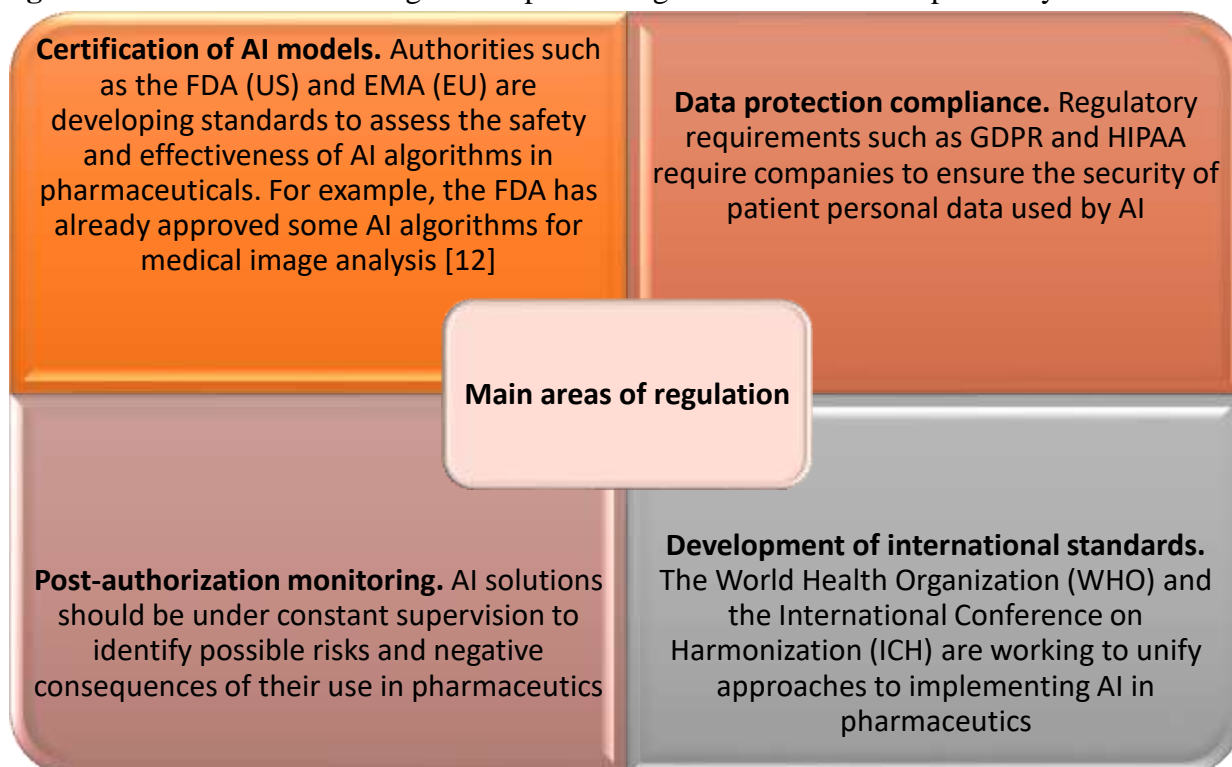 Certification of AI models. Authorities such
as the FDA (US) and EMA (EU) are
developing standards to assess the safety
and effectiveness of AI algorithms in
pharmaceuticals. For example, the FDA has
already approved some AI algorithms for
medical image analysis [12]
Data protection compliance. Regulatory
requirements such as GDPR and HIPAA
require companies to ensure the security of
patient personal data used by AI
Main areas of regulation
Post-authorization monitoring. AI solutions
should be under constant supervision to
identify possible risks and negative
consequences of their use in pharmaceutics
Development of international standards.
The World Health Organization (WHO) and
the International Conference on
Harmonization (ICH) are working to unify
approaches to implementing AI in
pharmaceutics